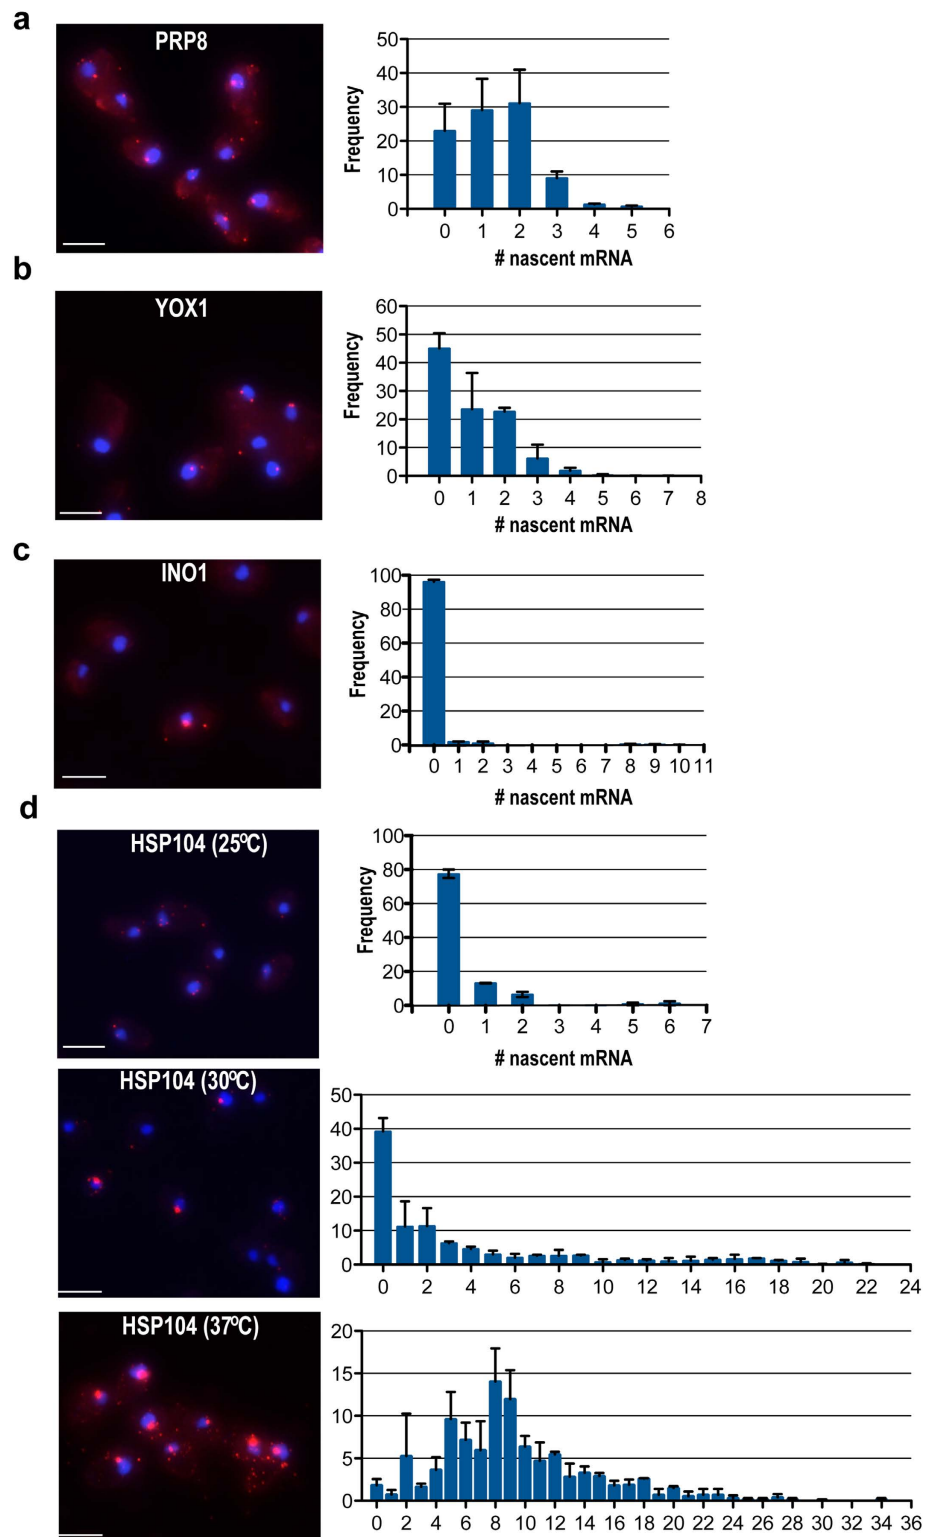 a
PRP8
50
40
30
20
10
0
Frequency
0 1 2 3 4 5 6
# nascent mRNA
b
YOX1
60
50
40
30
20
10
0
Frequency
0 1 2 3 4 5 6 7 8
# nascent mRNA
c
INO1
100
80
60
40
20
0
Frequency
0 1 2 3 4 5 6 7 8 9 10 11
# nascent mRNA
d
HSP104 (25ºC)
100
80
60
40
20
0
Frequency
0 1 2 3 4 5 6 7
# nascent mRNA
HSP104 (30ºC)
50
40
30
20
10
0
0 2 4 6 8 10 12 14 16 18 20 22 24
HSP104 (37ºC)
20
15
10
5
0
0 2 4 6 8 10 12 14 16 18 20 22 24 26 28 30 32 34 36